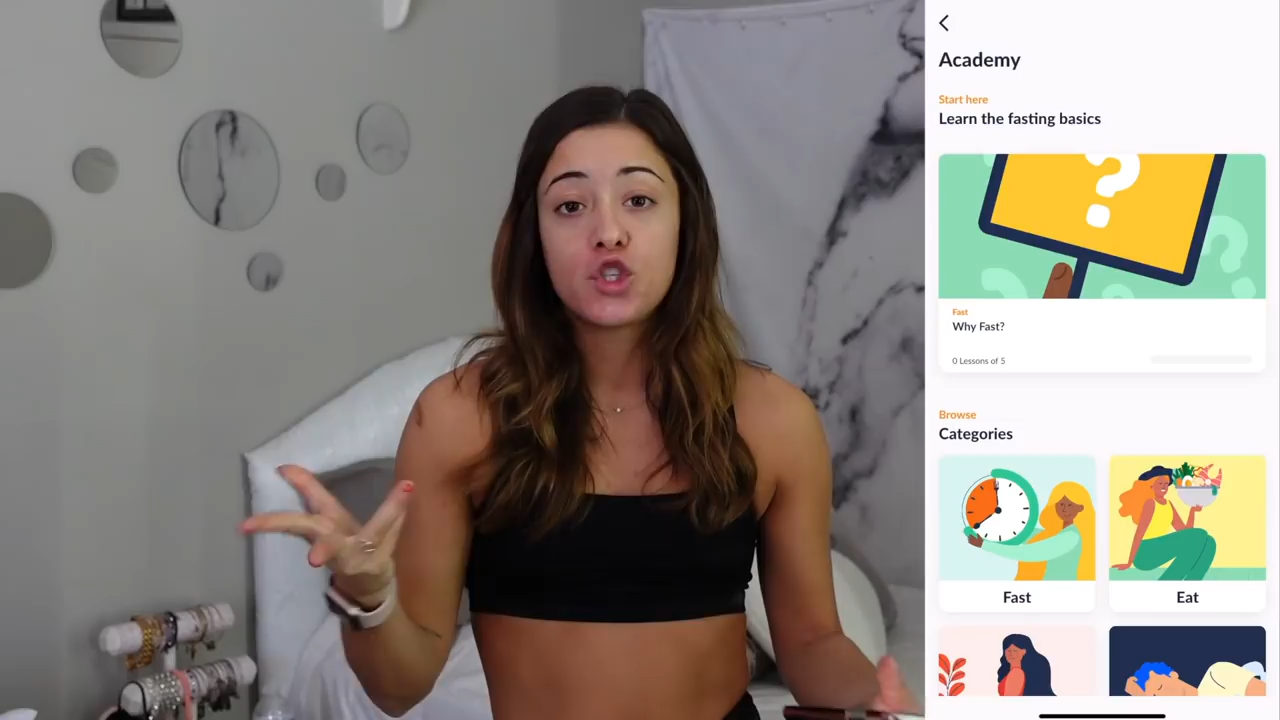 Academy
Start here
Learn the fasting basics
?
Fast
Why Fast?
0 Lessons of 5
Browse
Categories
Fast
Eat